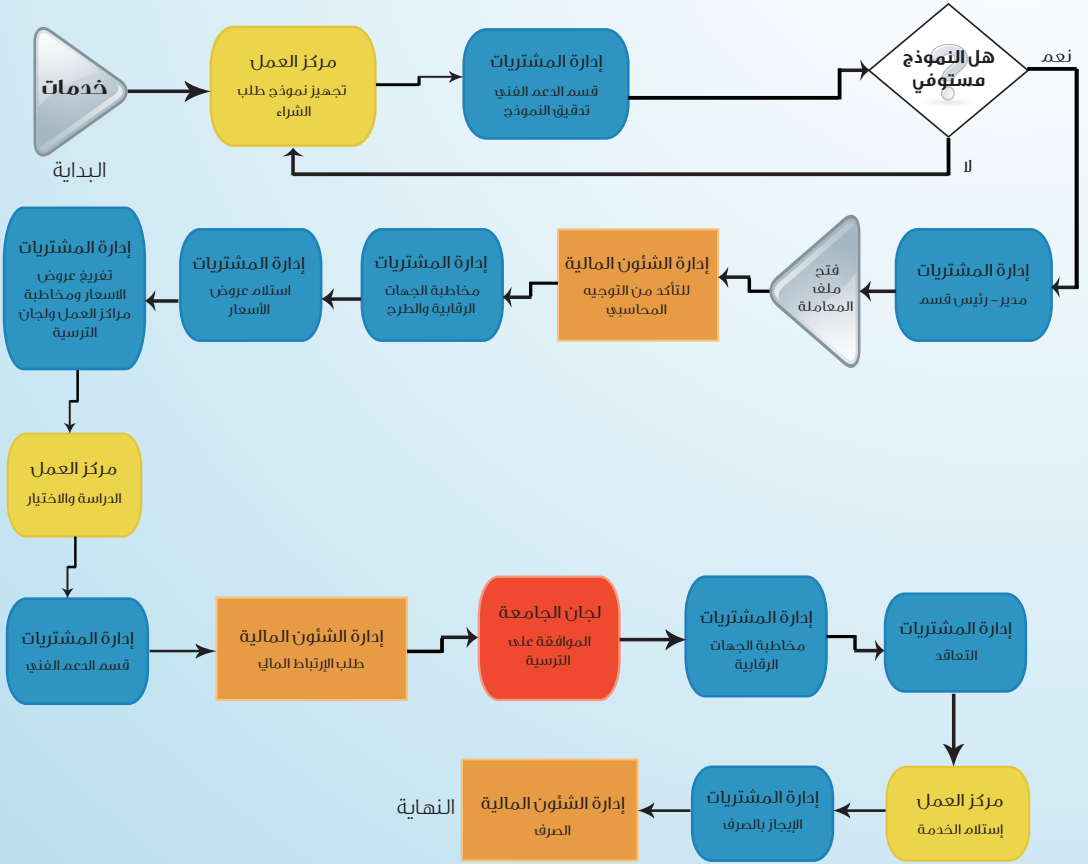 خدمات
البداية
مركز العمل
تجهيز نموذج طلب
الشراء
إدارة المشتريات
قسم الدعم الفني
تدقيق النموذج
هل النموذج
مستوفي
?
نعم
لا
إدارة المشتريات
مدير- رئيس قسم
فتح
ملف
المعاملة
إدارة الشئون المالية
للتأكد من التوجيه
المحاسبي
إدارة المشتريات
مخاطبة الجهات
الرقابية والطرح
إدارة المشتريات
استلام عروض
الأسعار
إدارة المشتريات
تفريغ عروض
الاسعار ومخاطبة
مراكز العمل ولجان
الترسية
مركز العمل
الدراسة والاختيار
إدارة المشتريات
قسم الدعم الفني
إدارة الشئون المالية
طلب الإرتباط المالي
لجان الجامعة
الموافقة على
الترسية
إدارة المشتريات
مخاطبة الجهات
الرقابية
إدارة المشتريات
التعاقد
مركز العمل
إستلام الخدمة
إدارة المشتريات
الإيجاز بالصرف
إدارة الشئون المالية
الصرف
النهاية